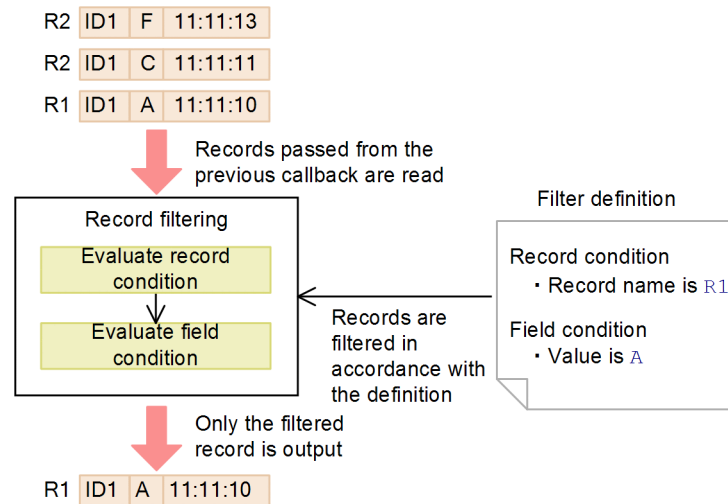 R2 ID1 F 11:11:13
R2 ID1 C 11:11:11
R1 ID1 A 11:11:10
Records passed from the
previous callback are read
Record filtering
Evaluate record
condition
Evaluate field
condition
Filter definition
Record condition
・Record name is R1
Field condition
・Value is A
Records are
filtered in
accordance with
the definition
Only the filtered
record is output
R1 ID1 A 11:11:10